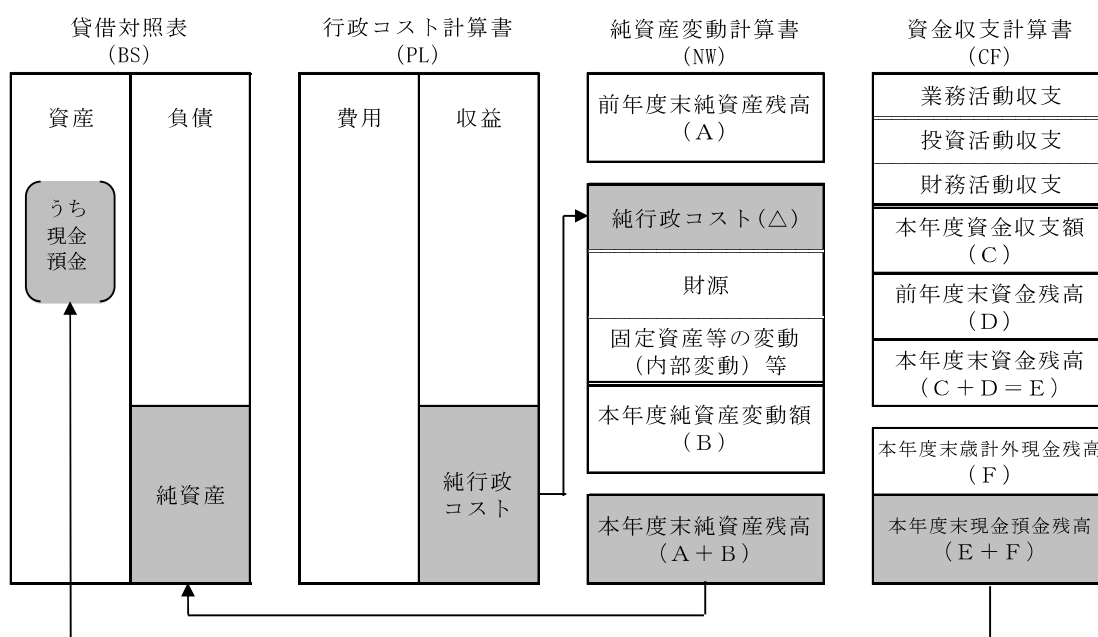 貸借対照表
(BS)
資産
負債
うち
現金
預金
純資産
行政コスト計算書
(PL)
費用
収益
純行政
コスト
純資産変動計算書
(NW)
前年度末純資産残高
(A)
純行政コスト(△)
財源
固定資産等の変動
(内部変動)等
本年度純資産変動額
(B)
本年度末純資産残高
(A+B)
資金収支計算書
(CF)
業務活動収支
投資活動収支
財務活動収支
本年度資金収支額
(C)
前年度末資金残高
(D)
本年度末資金残高
(C+D=E)
本年度末歳計外現金残高
(F)
本年度末現金預金残高
(E+F)